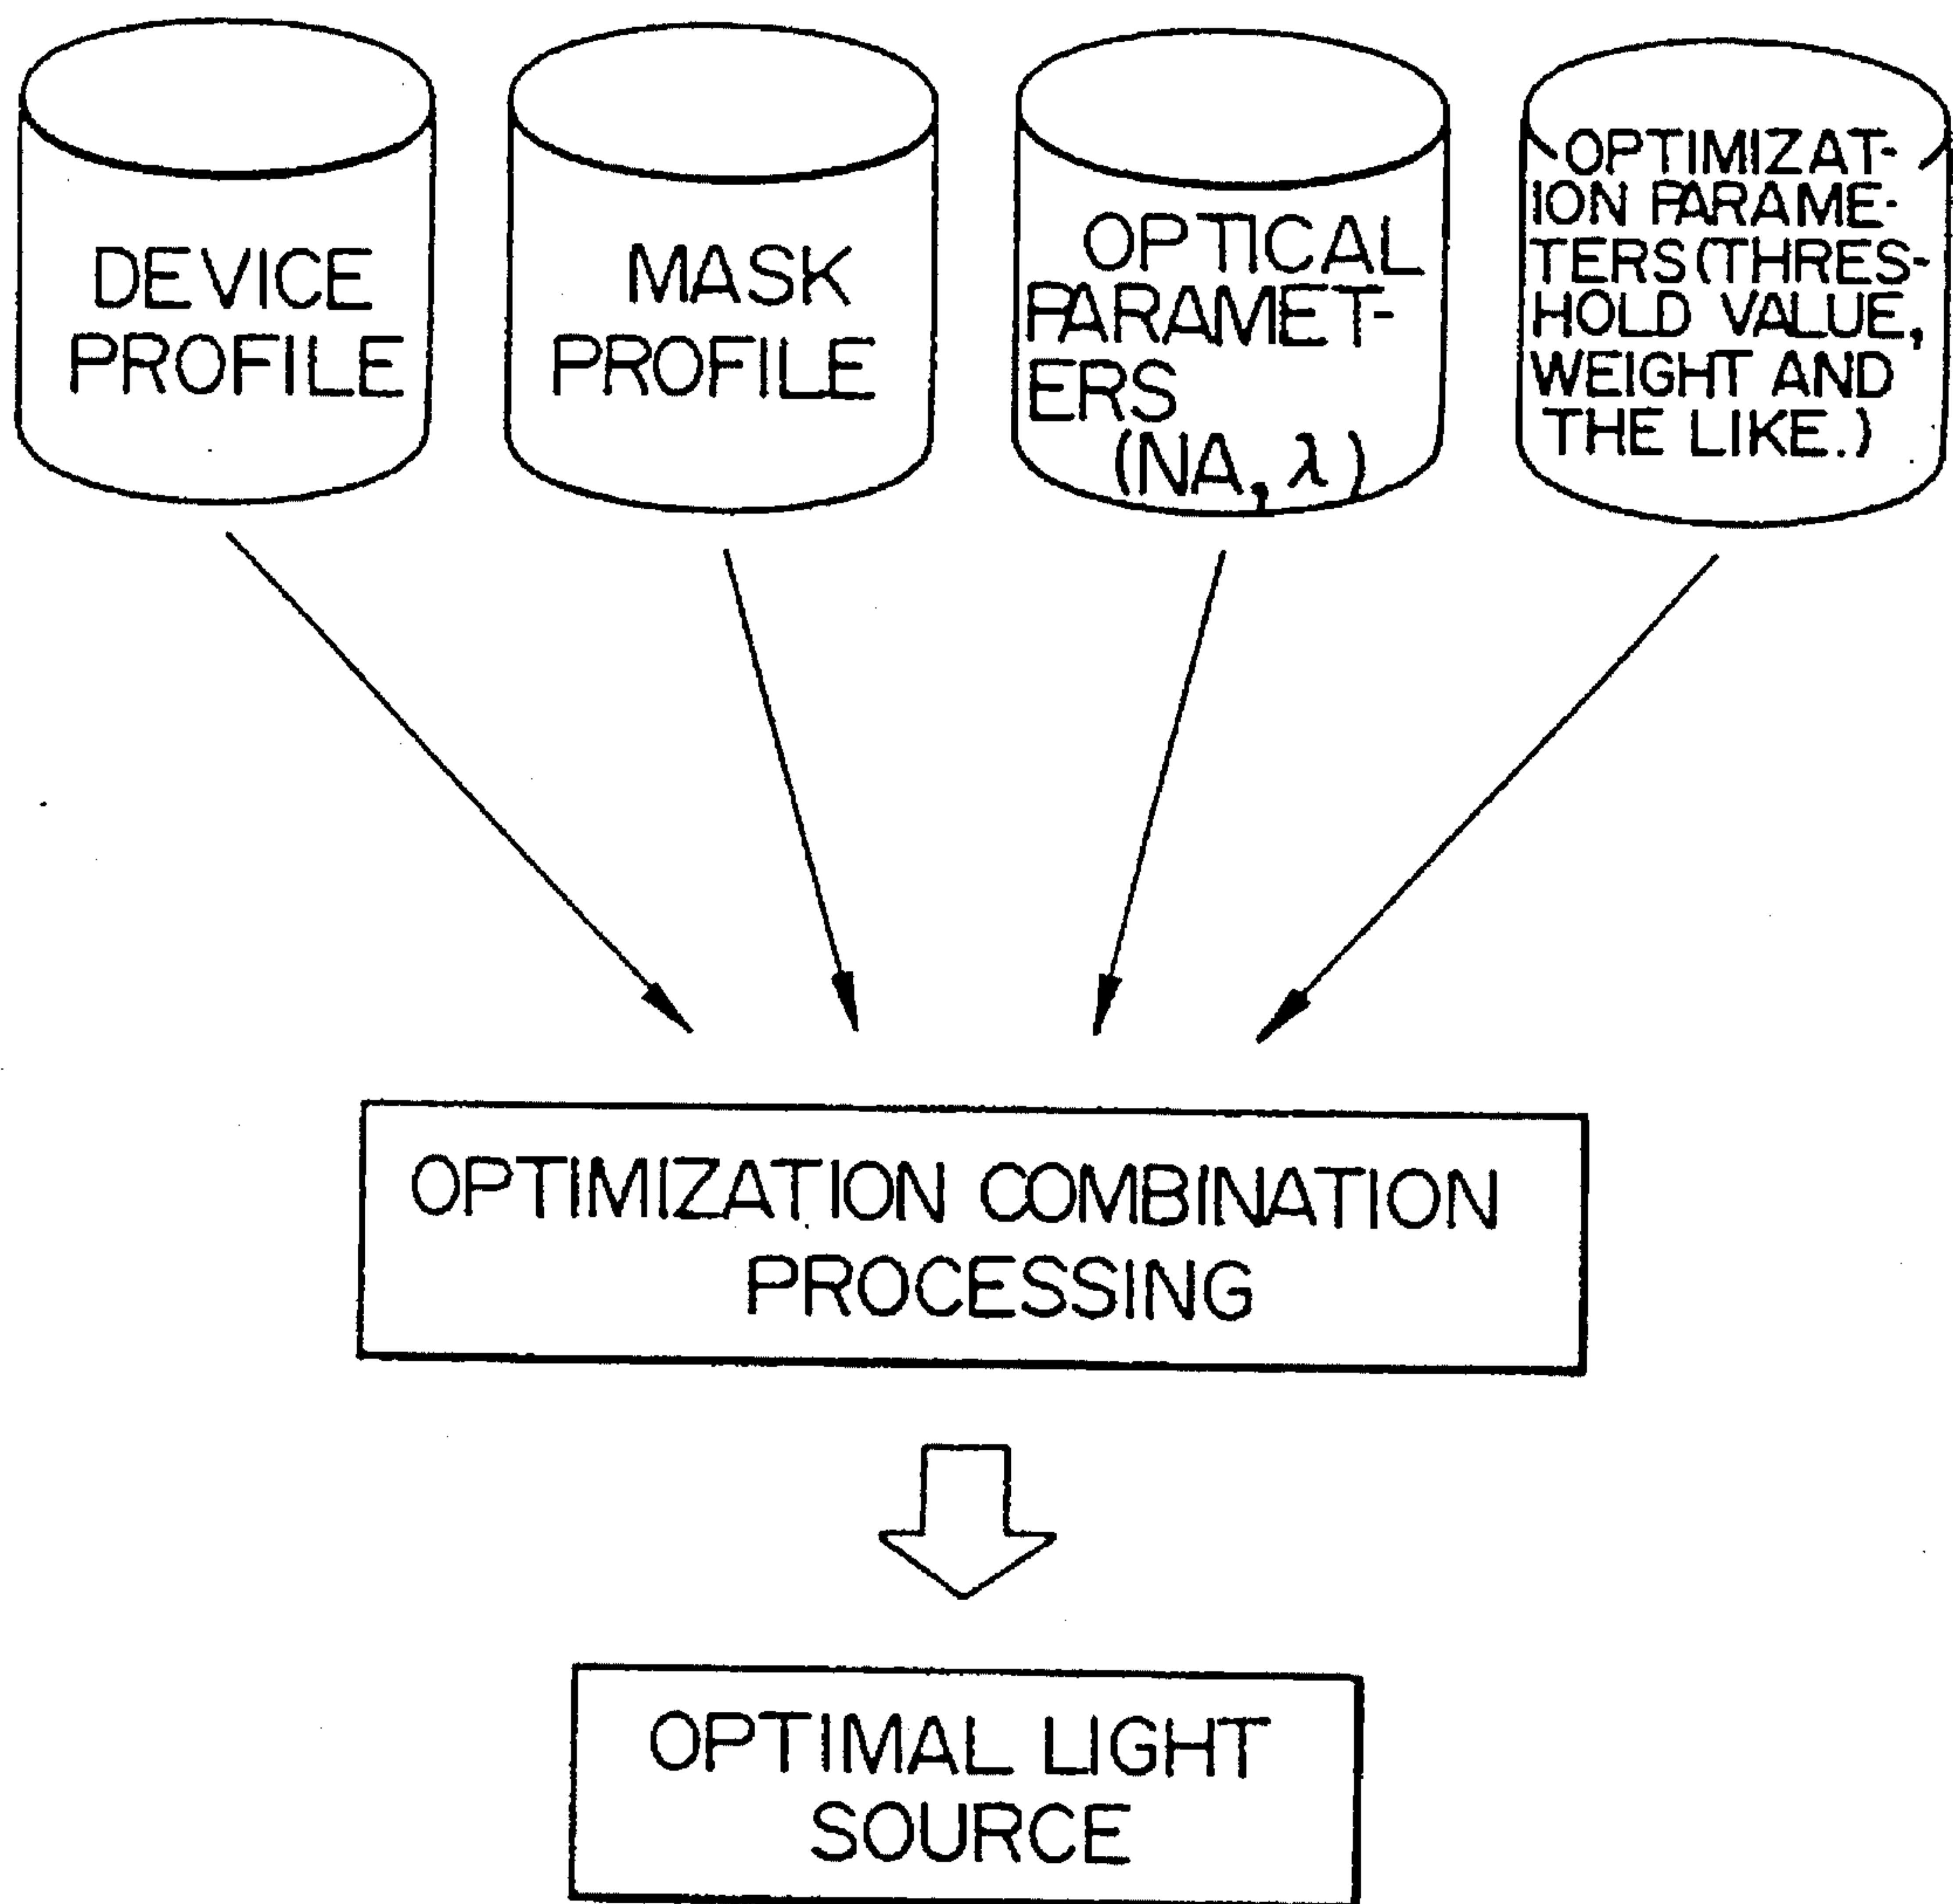 DEVICE
PROFILE
MASK
PROFILE
OPTICAL
PARAMET-
ERS
(NA, λ)
OPTIMIZAT-
ION PARAME-
TERS(THRES-
HOLD VALUE,
WEIGHT AND
THE LIKE.)
OPTIMIZATION COMBINATION
PROCESSING
OPTIMAL LIGHT
SOURCE